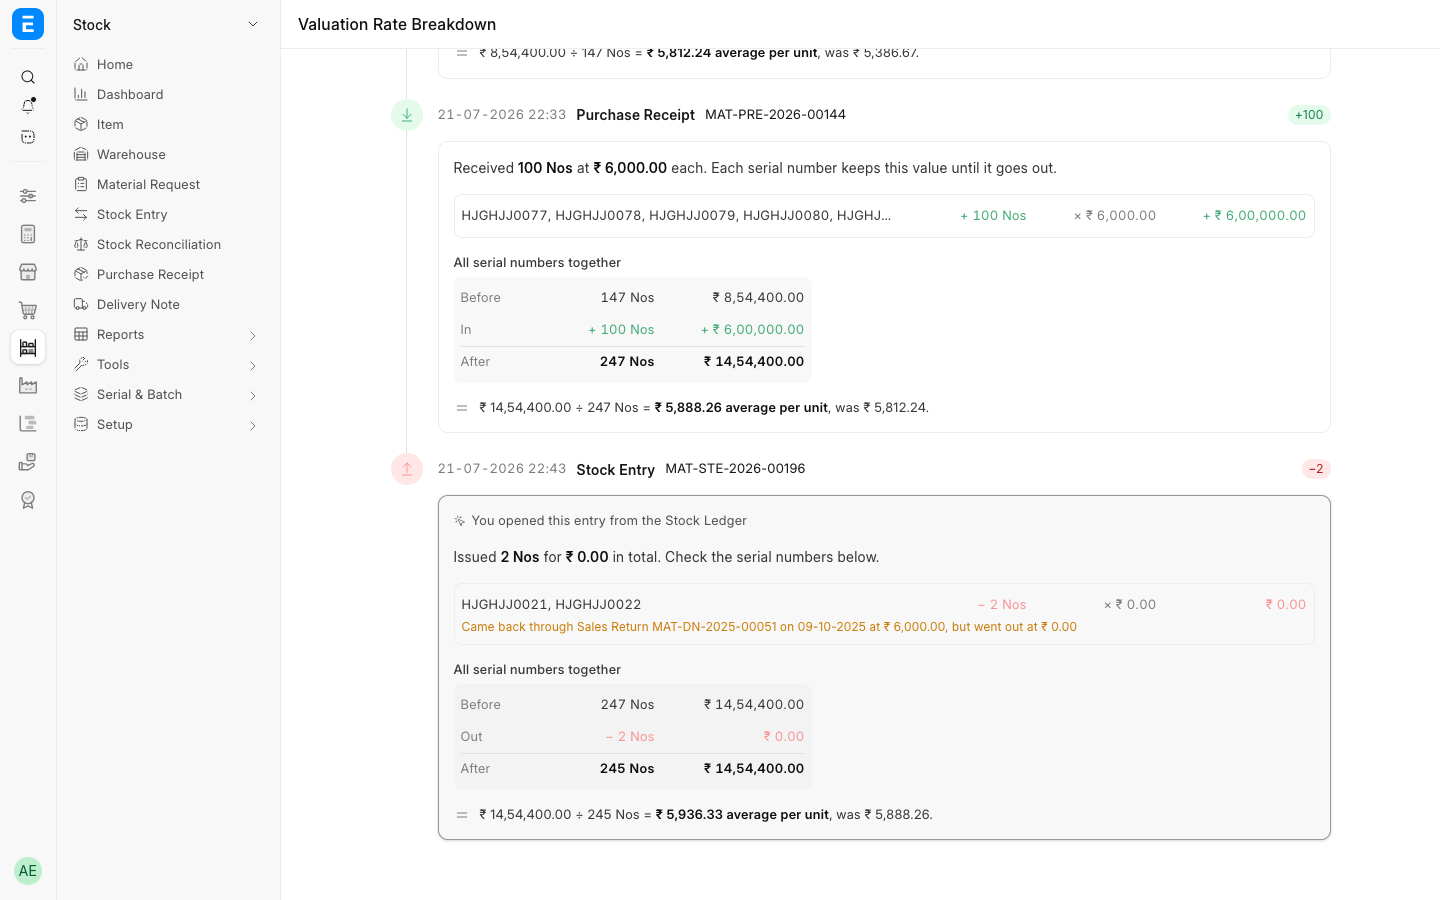 Stock
Home
Dashboard
Item
Warehouse
Material Request
Stock Entry
Stock Reconciliation
Purchase Receipt
Delivery Note
Reports
Tools
Serial & Batch
Setup
AE
Valuation Rate Breakdown
= ₹ 8,54,400.00 ÷ 147 Nos = ₹ 5,812.24 average per unit, was ₹ 5,386.67.
21-07-2026 22:33 Purchase Receipt MAT-PRE-2026-00144 +100
Received 100 Nos at ₹ 6,000.00 each. Each serial number keeps this value until it goes out.
HJGHJJ0077, HJGHJJ0078, HJGHJJ0079, HJGHJJ0080, HJGHJ... + 100 Nos × ₹ 6,000.00 + ₹ 6,00,000.00
All serial numbers together
Before 147 Nos ₹ 8,54,400.00
In + 100 Nos + ₹ 6,00,000.00
After 247 Nos ₹ 14,54,400.00
= ₹ 14,54,400.00 ÷ 247 Nos = ₹ 5,888.26 average per unit, was ₹ 5,812.24.
21-07-2026 22:43 Stock Entry MAT-STE-2026-00196 −2
You opened this entry from the Stock Ledger
Issued 2 Nos for ₹ 0.00 in total. Check the serial numbers below.
HJGHJJ0021, HJGHJJ0022 − 2 Nos × ₹ 0.00 ₹ 0.00
Came back through Sales Return MAT-DN-2025-00051 on 09-10-2025 at ₹ 6,000.00, but went out at ₹ 0.00
All serial numbers together
Before 247 Nos ₹ 14,54,400.00
Out − 2 Nos ₹ 0.00
After 245 Nos ₹ 14,54,400.00
= ₹ 14,54,400.00 ÷ 245 Nos = ₹ 5,936.33 average per unit, was ₹ 5,888.26.